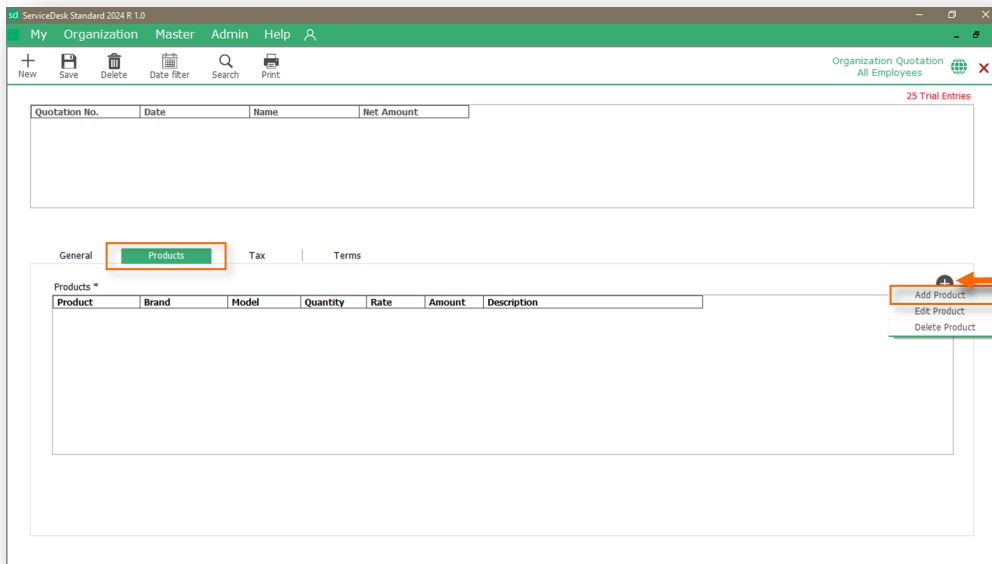 scl ServiceDesk Standard 2024 R 1.0
My Organization Master Admin Help
New Save Delete Date filter Search Print
Organization Quotation
All Employees
25 Trial Entries
Quotation No. Date Name Net Amount
General Products Tax Terms
Products *
Product Brand Model Quantity Rate Amount Description
Add Product
Edit Product
Delete Product